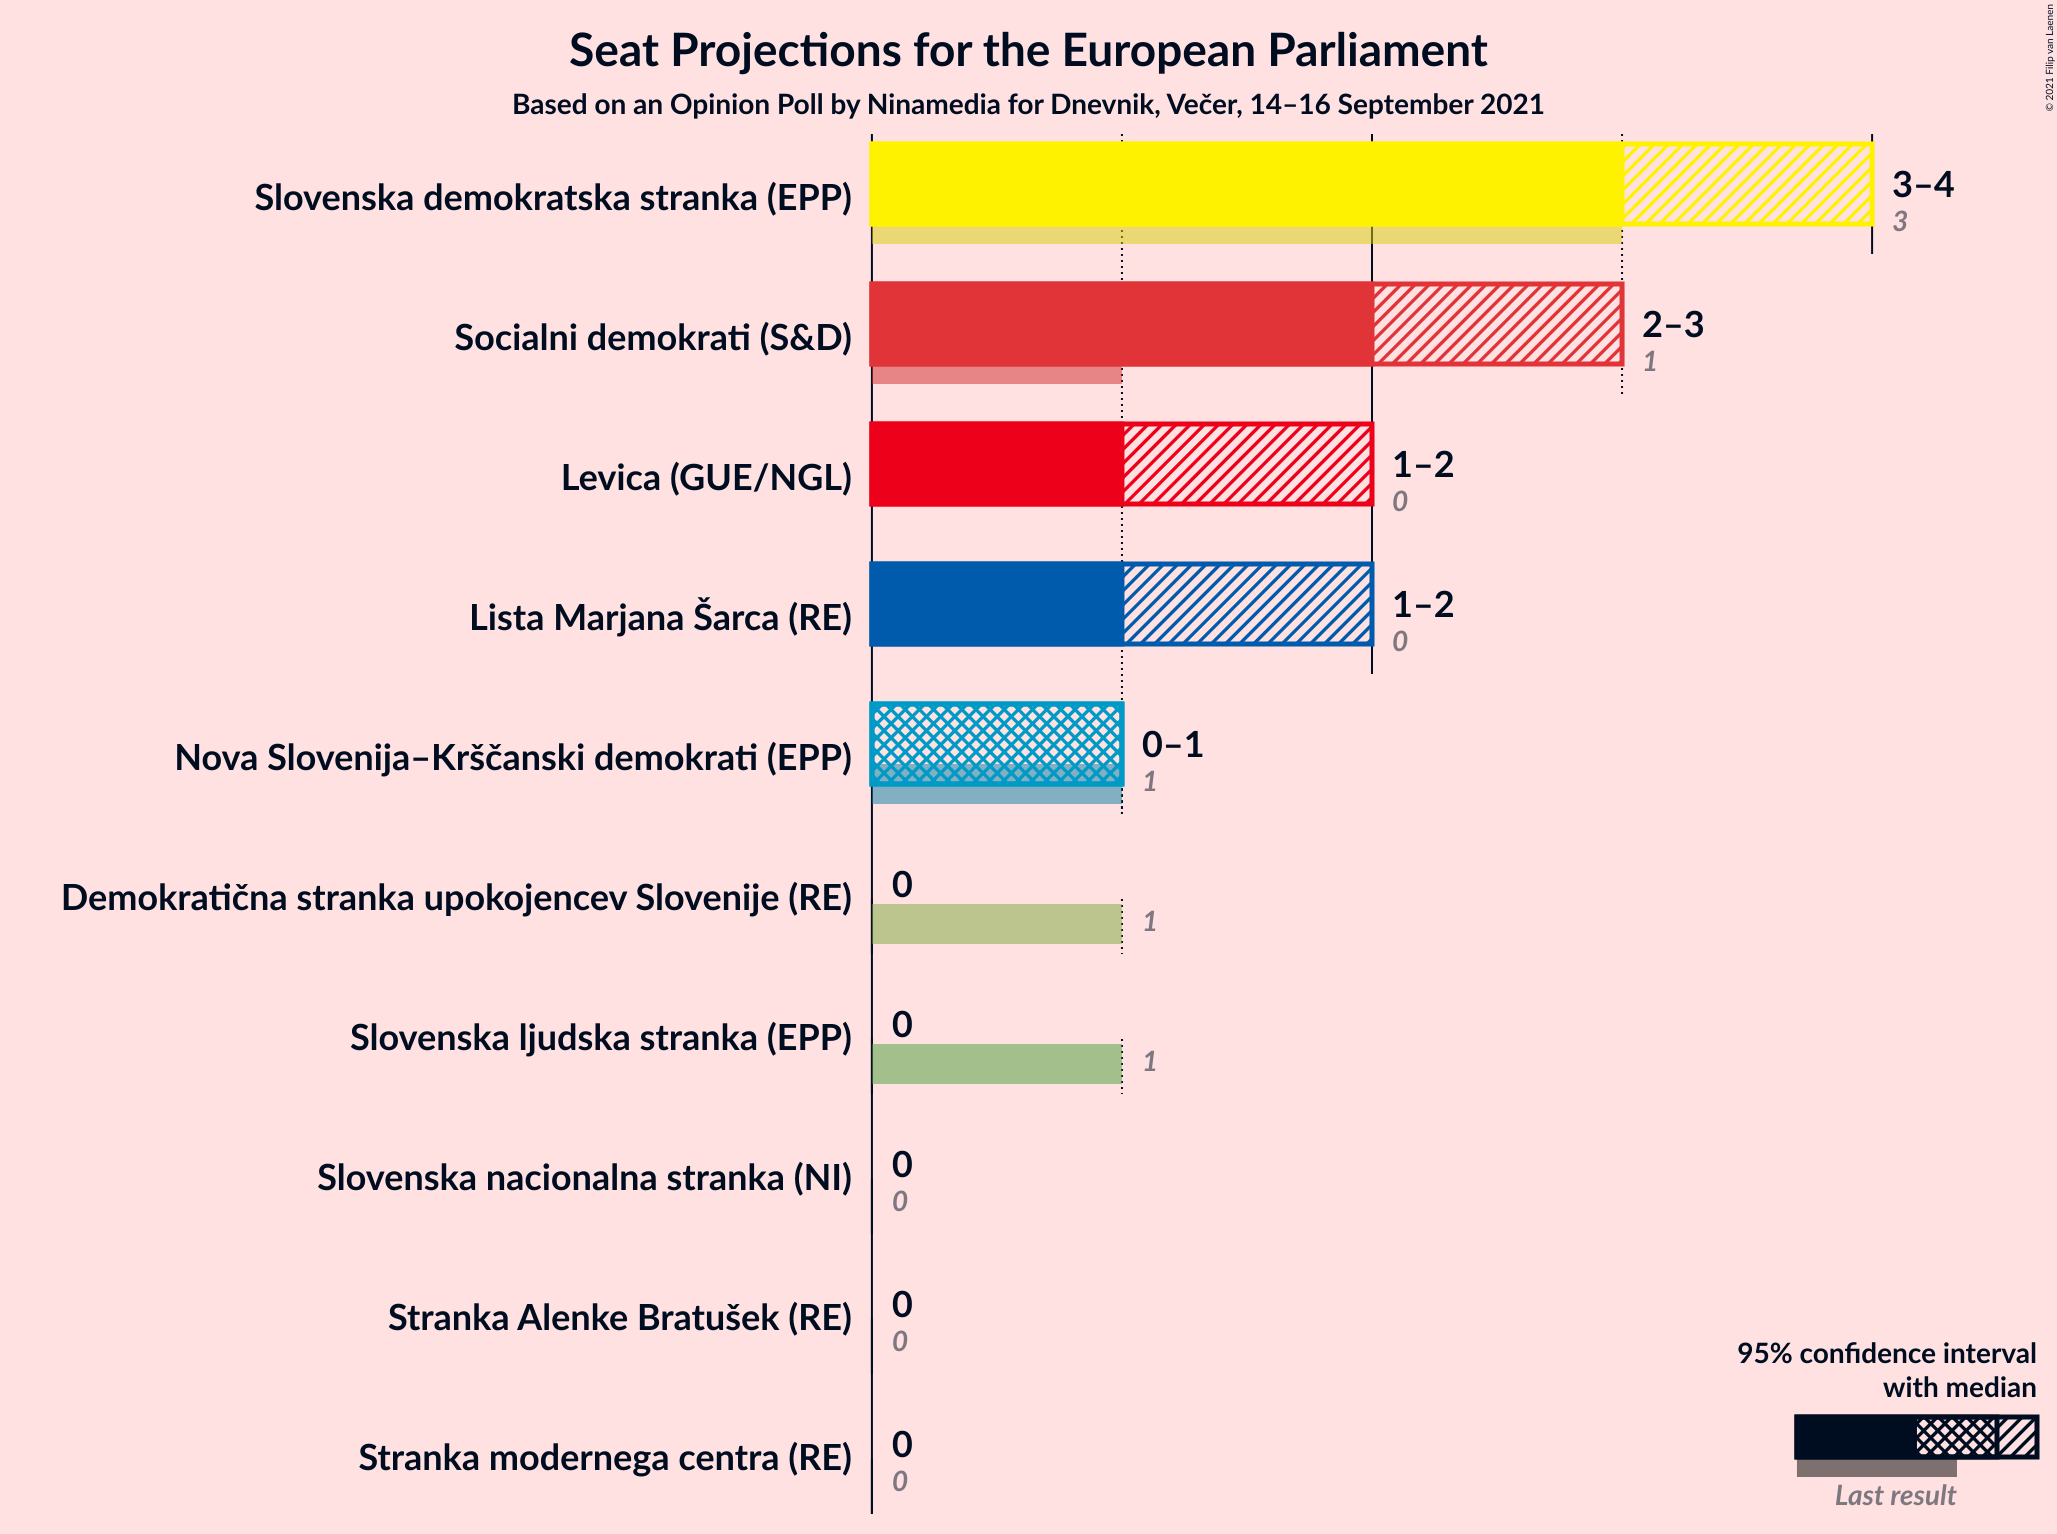 Seat Projections for the European Parliament
Based on an Opinion Poll by Ninamedia for Dnevnik, Večer, 14–16 September 2021
© 2021 Filip van Laenen
Slovenska demokratska stranka (EPP)
3–4
3
Socialni demokrati (S&D)
2–3
1
Levica (GUE/NGL)
1–2
0
Lista Marjana Šarca (RE)
1–2
0
Nova Slovenija–Krščanski demokrati (EPP)
0–1
1
Demokratična stranka upokojencev Slovenije (RE)
0
1
Slovenska ljudska stranka (EPP)
0
1
Slovenska nacionalna stranka (NI)
0
0
Stranka Alenke Bratušek (RE)
0
0
Stranka modernega centra (RE)
0
0
95% confidence interval
with median
Last result